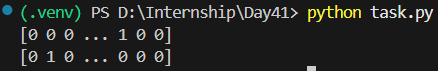 (.venv) PS D:\Internship\Day41> python task.py
[0 0 0 ... 1 0 0]
[0 1 0 ... 0 0 0]